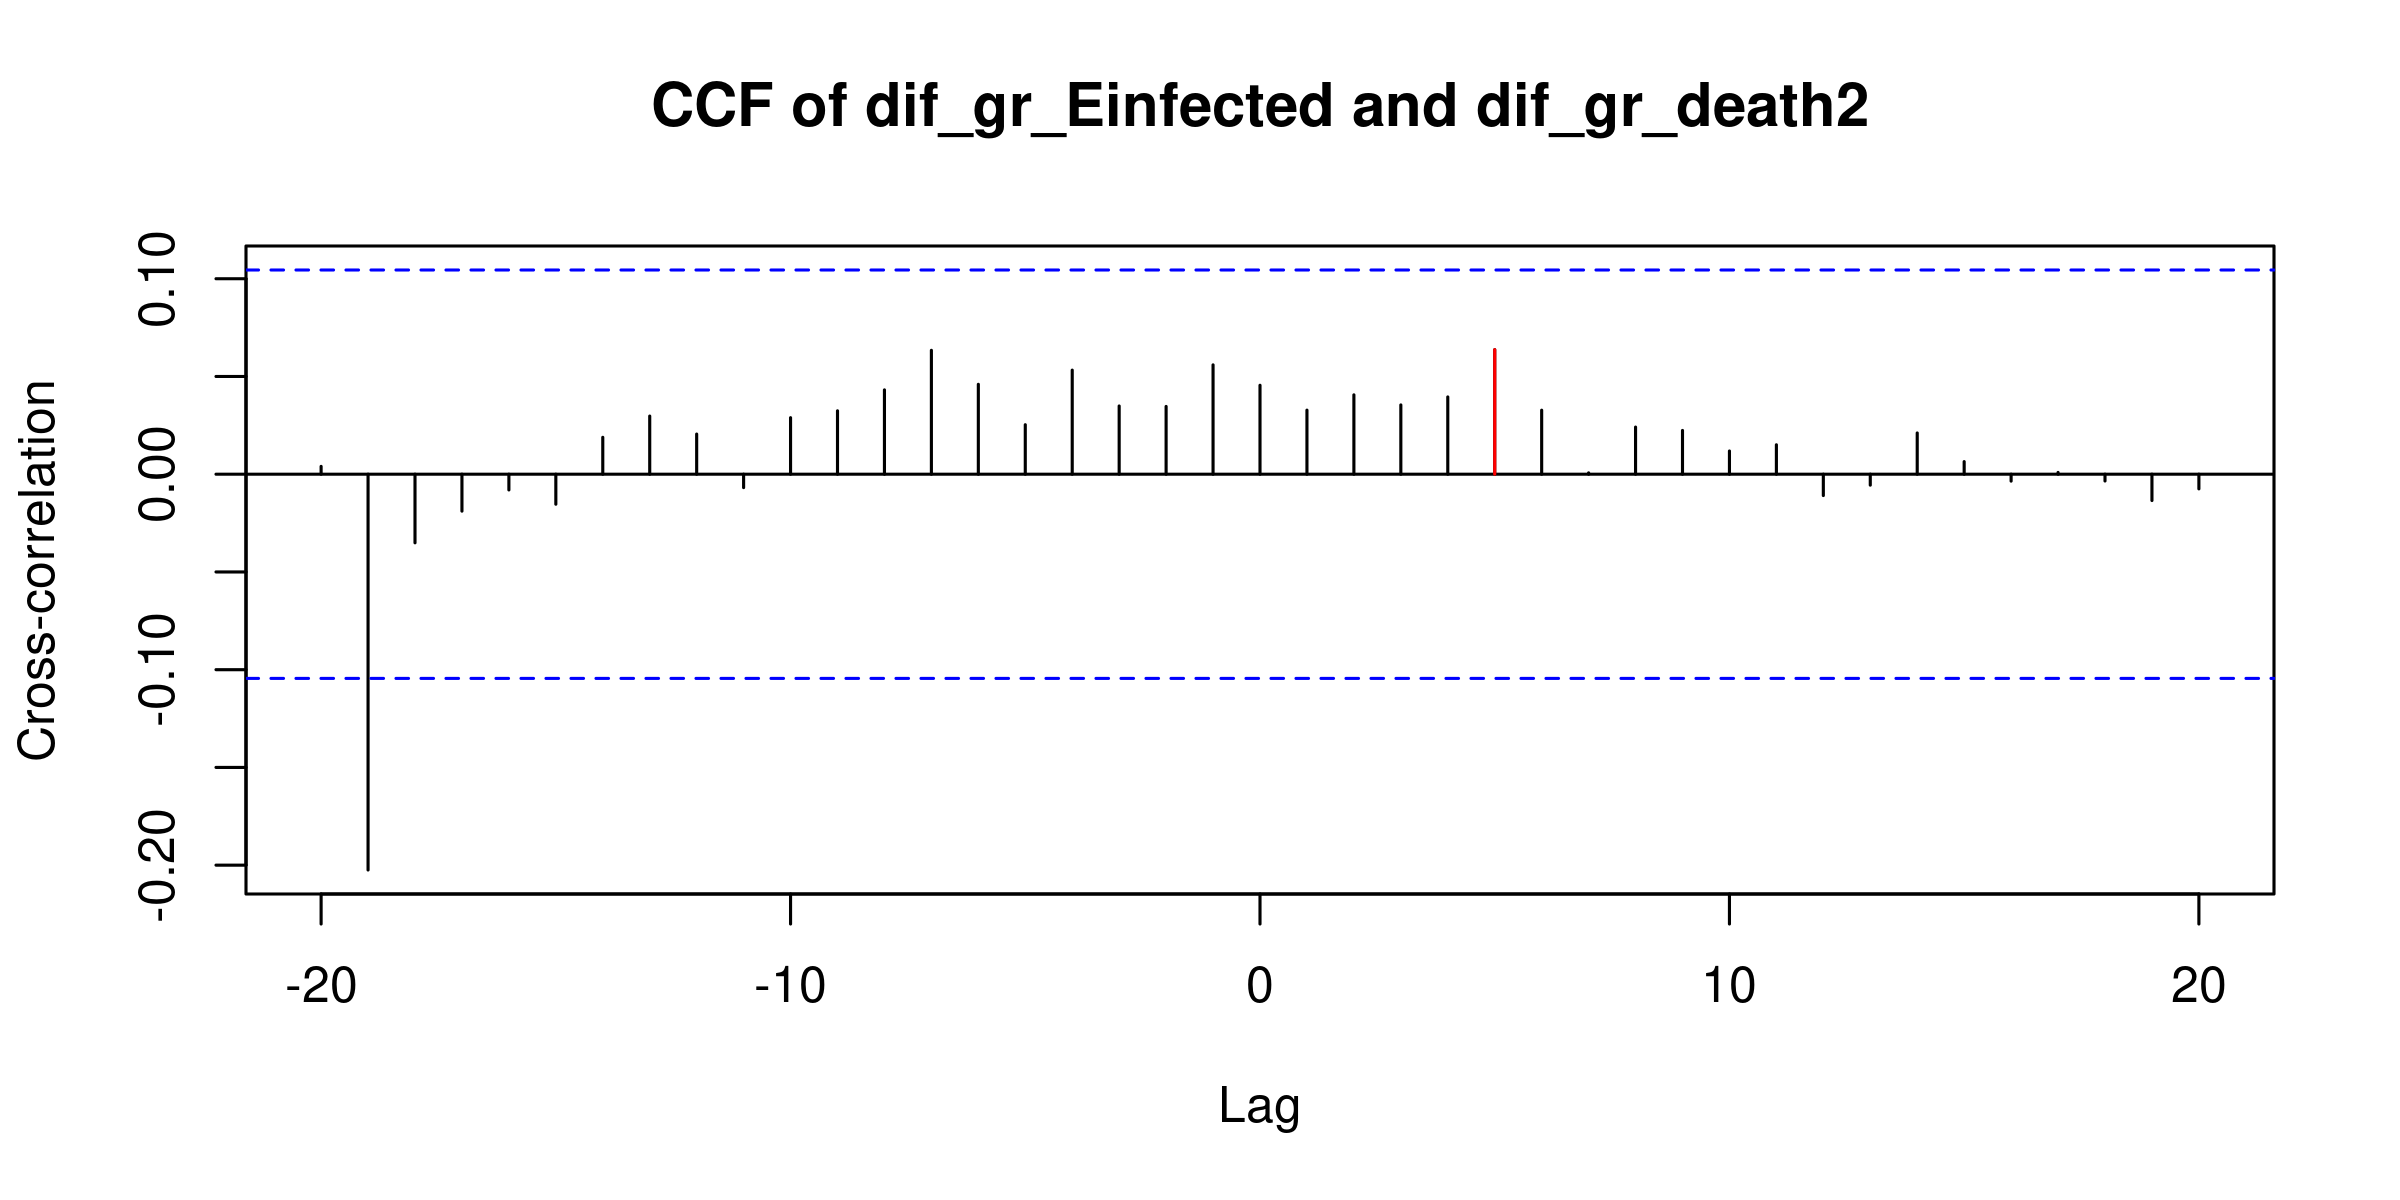 CCF of dif_gr_Einfected and dif_gr_death2
Cross-correlation
0.10
0.00
-0.10
-0.20
-20 -10 0 10 20
Lag